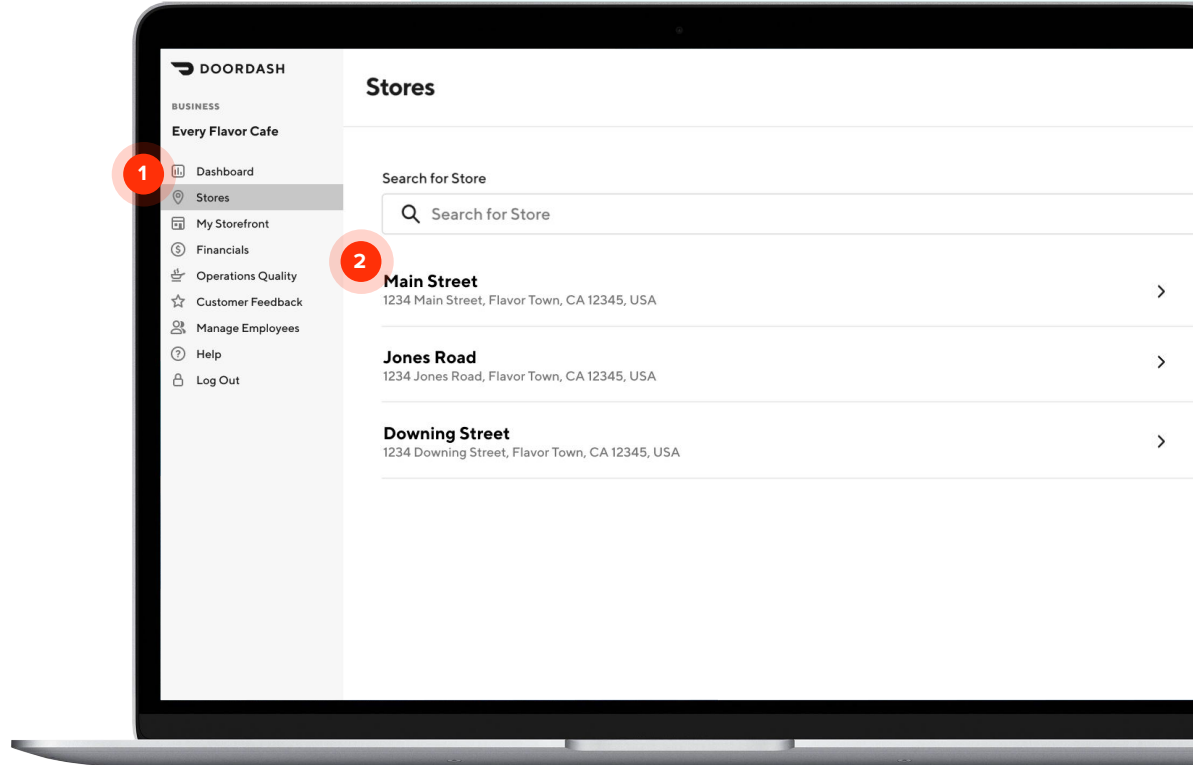 DOORDASH
BUSINESS
Every Flavor Cafe
1
Dashboard
Stores
My Storefront
Financials
Operations Quality
Customer Feedback
Manage Employees
Help
Log Out
Stores
Search for Store
Search for Store
2
Main Street
1234 Main Street, Flavor Town, CA 12345, USA
Jones Road
1234 Jones Road, Flavor Town, CA 12345, USA
Downing Street
1234 Downing Street, Flavor Town, CA 12345, USA